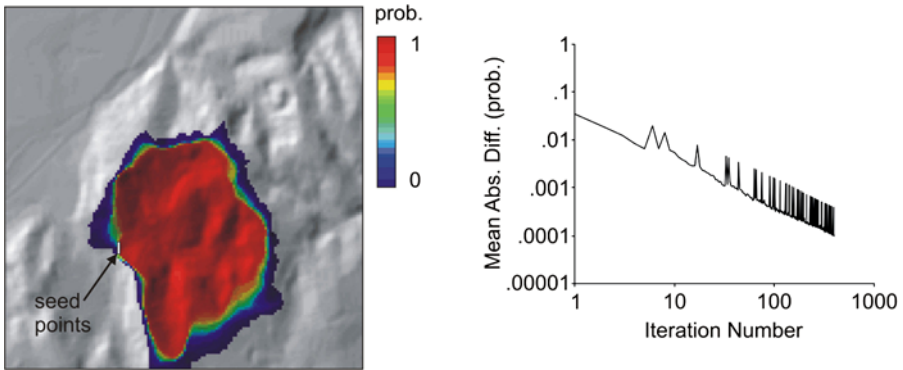 prob.
1
0
seed
points
Mean Abs. Diff. (prob.)
1
.1
.01
.001
.0001
.00001
1 10 100 1000
Iteration Number